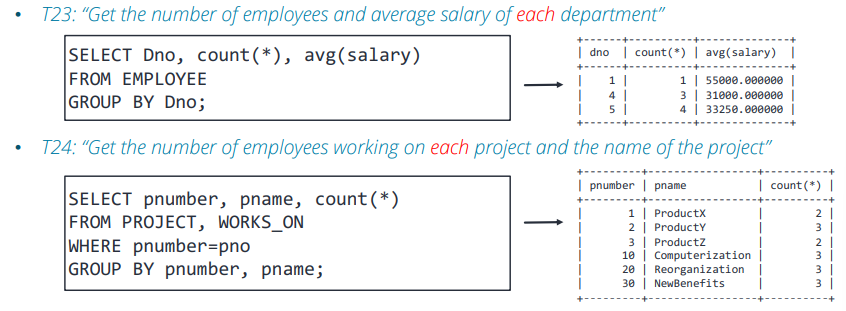 • T23: “Get the number of employees and average salary of each department”
SELECT Dno, count(*), avg(salary)
FROM EMPLOYEE
GROUP BY Dno;
+------+----------+--------------+
| dno | count(*) | avg(salary) |
+------+----------+--------------+
| 1 | 1 | 55000.000000 |
| 4 | 3 | 31000.000000 |
| 5 | 4 | 33250.000000 |
+------+----------+--------------+
• T24: “Get the number of employees working on each project and the name of the project”
SELECT pnumber, pname, count(*)
FROM PROJECT, WORKS_ON
WHERE pnumber=pno
GROUP BY pnumber, pname;
+---------+-----------------+----------+
| pnumber | pname | count(*) |
+---------+-----------------+----------+
| 1 | ProductX | 2 |
| 2 | ProductY | 3 |
| 3 | ProductZ | 2 |
| 10 | Computerization | 3 |
| 20 | Reorganization | 3 |
| 30 | NewBenefits | 3 |
+---------+-----------------+----------+